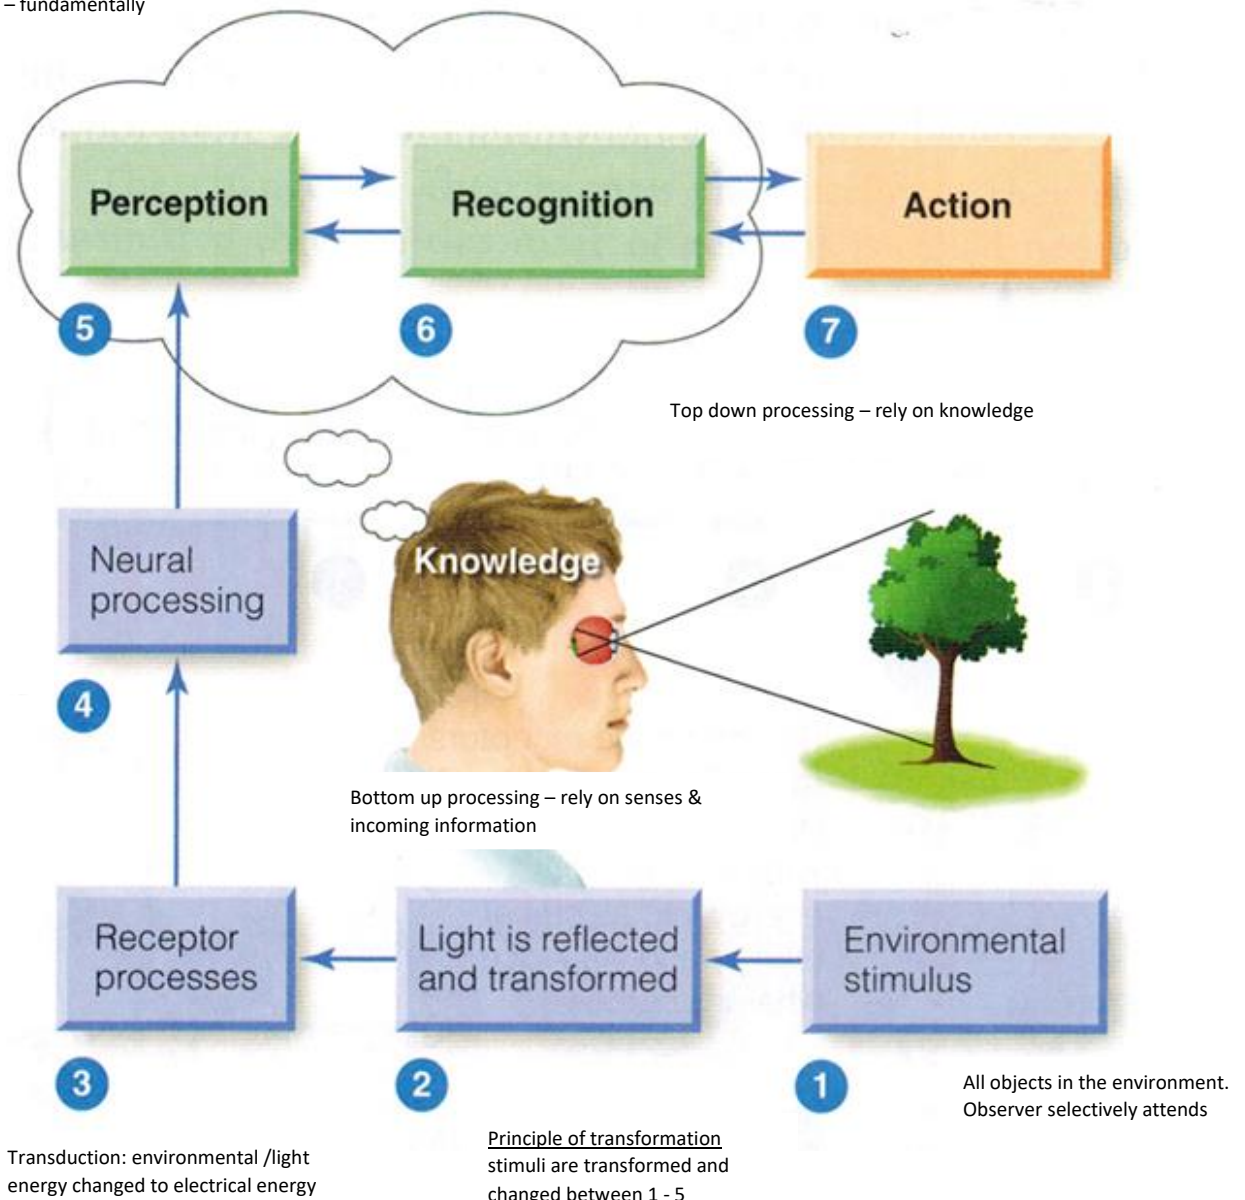 – fundamentally
Perception
Recognition
Action
5
6
7
Top down processing – rely on knowledge
Neural
processing
Knowledge
4
Bottom up processing – rely on senses &
incoming information
Receptor
processes
Light is reflected
and transformed
Environmental
stimulus
3
2
1
All objects in the environment.
Observer selectively attends
Principle of transformation
stimuli are transformed and
changed between 1 - 5
Transduction: environmental /light
energy changed to electrical energy